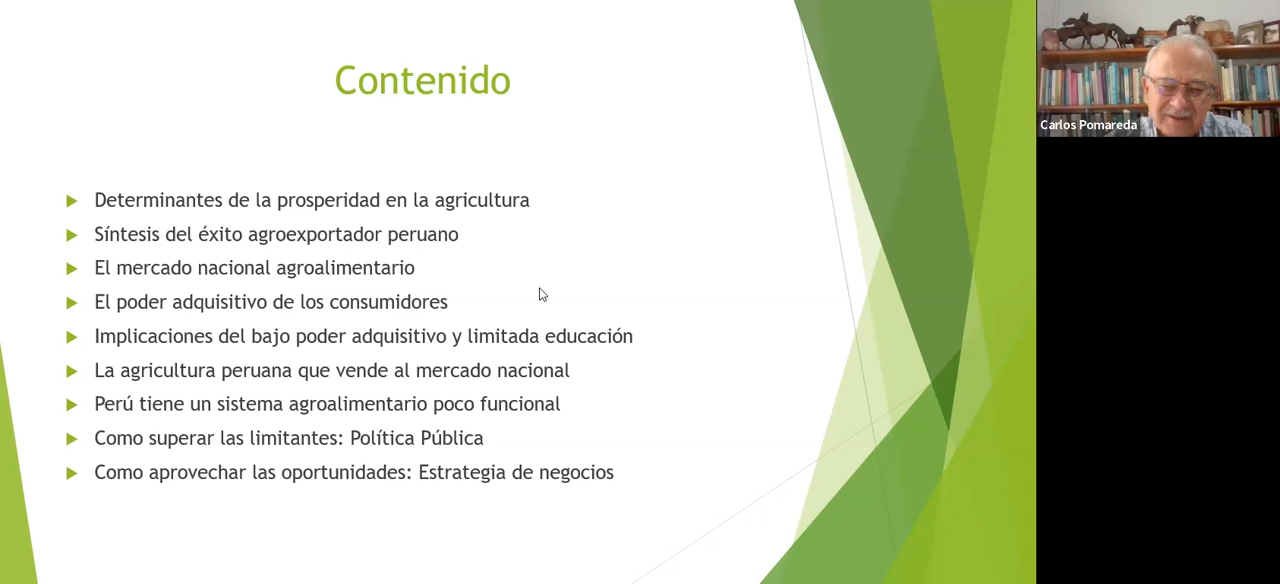 Contenido
Determinantes de la prosperidad en la agricultura
Síntesis del éxito agroexportador peruano
El mercado nacional agroalimentario
El poder adquisitivo de los consumidores
Implicaciones del bajo poder adquisitivo y limitada educación
La agricultura peruana que vende al mercado nacional
Perú tiene un sistema agroalimentario poco funcional
Como superar las limitantes: Política Pública
Como aprovechar las oportunidades: Estrategia de negocios
Carlos Pomareda